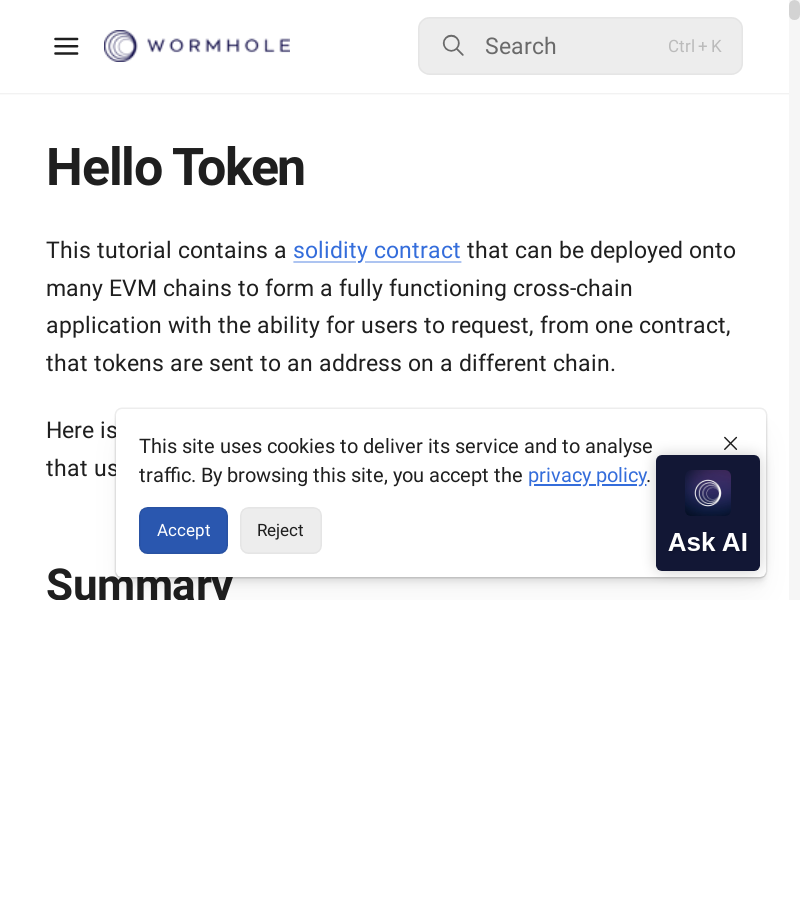 WORMHOLE
Search
Ctrl + K
Hello Token
This tutorial contains a solidity contract that can be deployed onto
many EVM chains to form a fully functioning cross-chain
application with the ability for users to request, from one contract,
that tokens are sent to an address on a different chain.
Here is
that us
This site uses cookies to deliver its service and to analyse
traffic. By browsing this site, you accept the privacy policy.
Accept
Reject
Ask AI
Summary